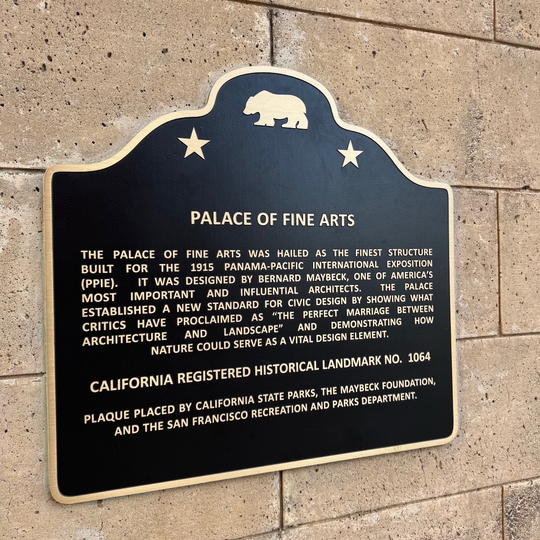 PALACE OF FINE ARTS
THE PALACE OF FINE ARTS WAS HAILED AS THE FINEST STRUCTURE
BUILT FOR THE 1915 PANAMA-PACIFIC INTERNATIONAL EXPOSITION
(PPIE). IT WAS DESIGNED BY BERNARD MAYBECK, ONE OF AMERICA'S
MOST IMPORTANT AND INFLUENTIAL ARCHITECTS. THE PALACE
ESTABLISHED A NEW STANDARD FOR CIVIC DESIGN BY SHOWING WHAT
CRITICS HAVE PROCLAIMED AS "THE PERFECT MARRIAGE BETWEEN
ARCHITECTURE AND LANDSCAPE" AND DEMONSTRATING HOW
NATURE COULD SERVE AS A VITAL DESIGN ELEMENT.
CALIFORNIA REGISTERED HISTORICAL LANDMARK NO. 1064
PLAQUE PLACED BY CALIFORNIA STATE PARKS, THE MAYBECK FOUNDATION,
AND THE SAN FRANCISCO RECREATION AND PARKS DEPARTMENT.